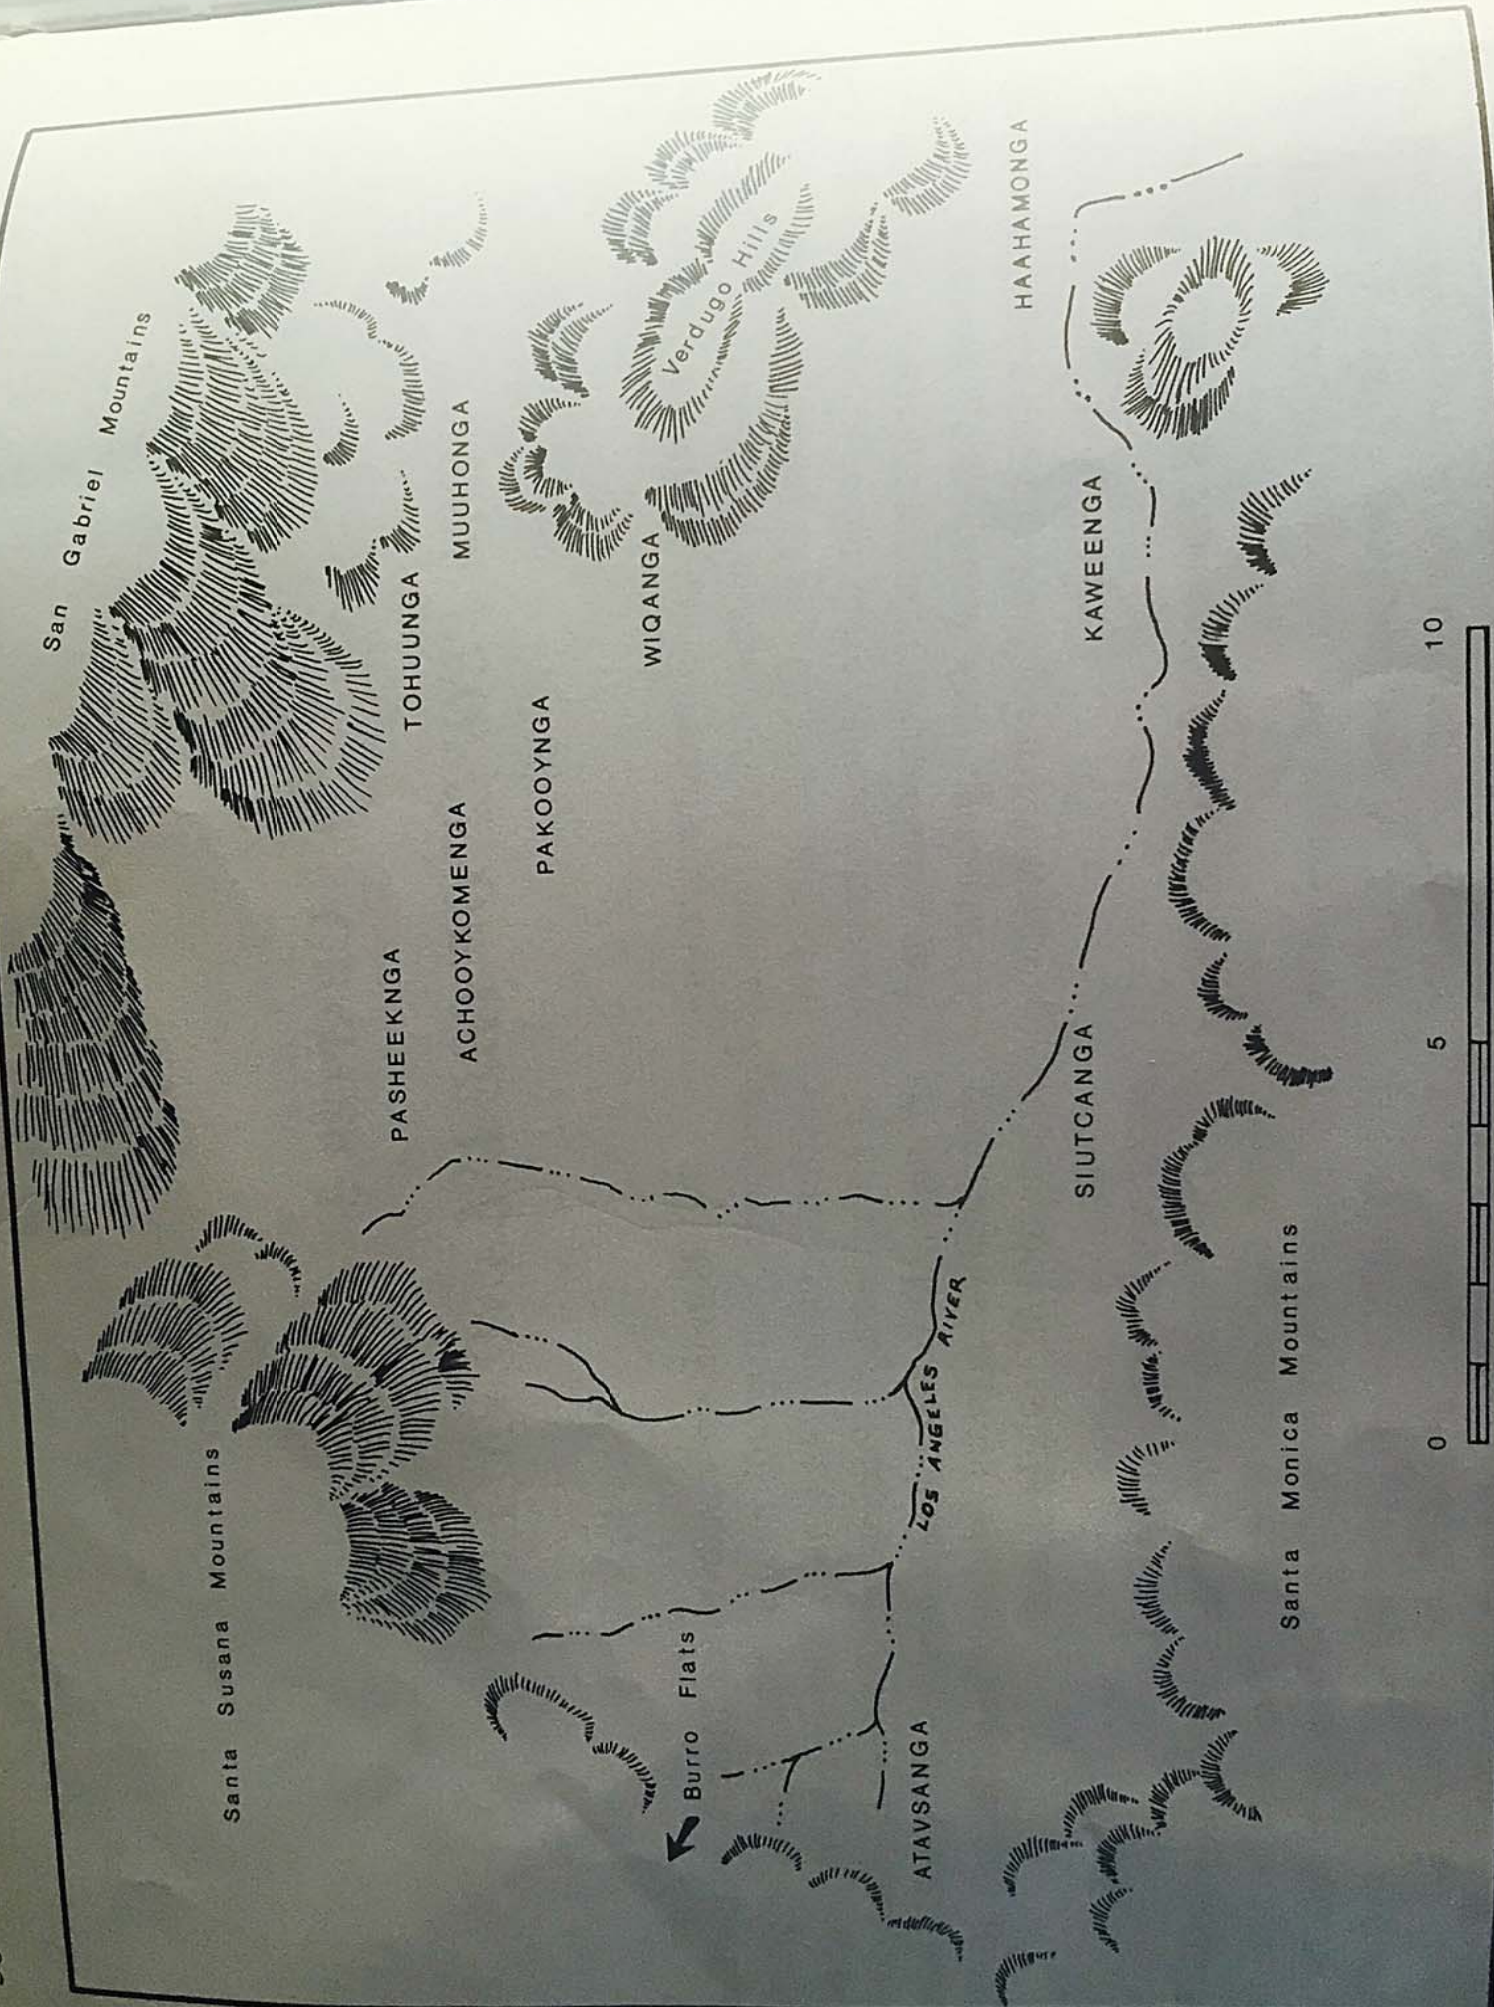 San Gabriel Mountains
Santa Susana Mountains
PASHEEKNGA
TOHUUNGA
ACHOOYKOMENGA
MUUHONGA
PAKOOYNGA
WIQANGA
Verdugo Hills
Burro Flats
LOS ANGELES RIVER
ATAVSANGA
HAAHAMONGA
SIUTCANGA
KAWEENGA
Santa Monica Mountains
0 5 10